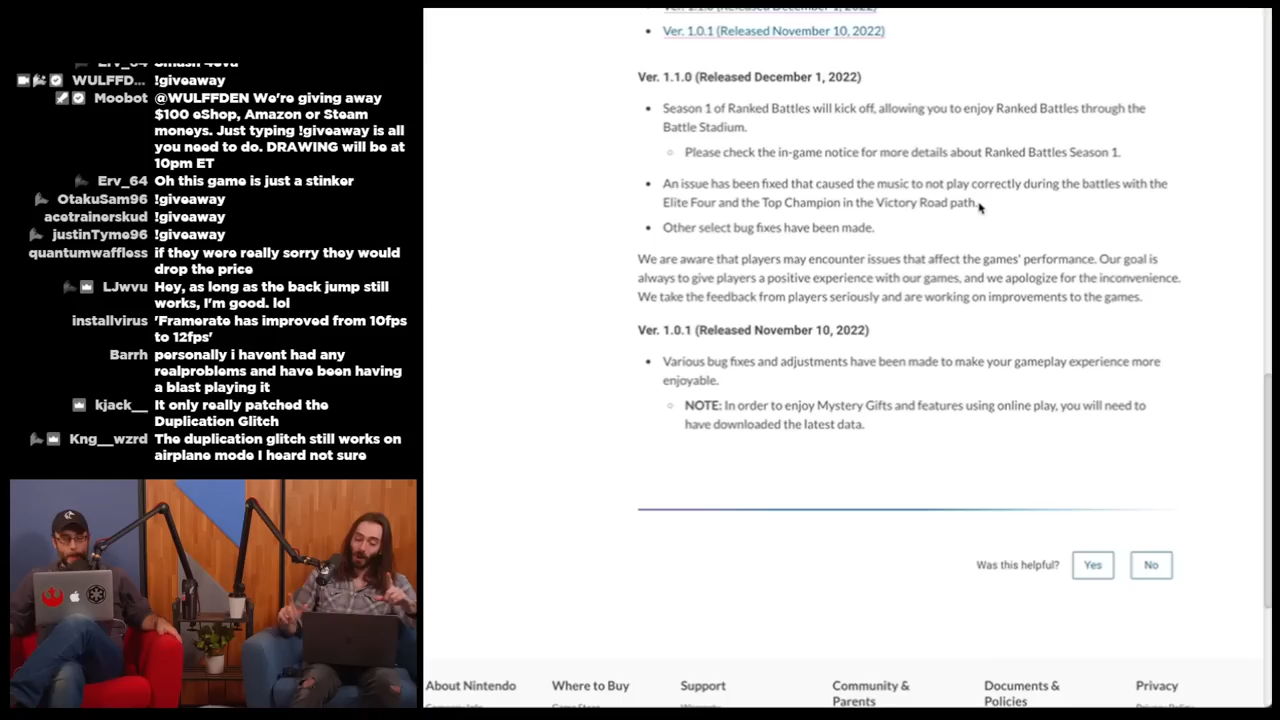 Erv_64 Smash 4eva
WULFFD... !giveaway
Moobot @WULFFDEN We're giving away
$100 eShop, Amazon or Steam
moneys. Just typing !giveaway is all
you need to do. DRAWING will be at
10pm ET
Erv_64 Oh this game is just a stinker
OtakuSam96 !giveaway
acetrainerskud !giveaway
justinTyme96 !giveaway
quantumwaffless if they were really sorry they would
drop the price
LJwvu Hey, as long as the back jump still
works, I'm good. lol
installvirus 'Framerate has improved from 10fps
to 12fps'
Barrh personally i havent had any
realproblems and have been having
a blast playing it
kjack__ It only really patched the
Duplication Glitch
Kng__wzrd The duplication glitch still works on
airplane mode I heard not sure
Ver. 1.1.0 (Released December 1, 2022)
Ver. 1.0.1 (Released November 10, 2022)
Ver. 1.1.0 (Released December 1, 2022)
Season 1 of Ranked Battles will kick off, allowing you to enjoy Ranked Battles through the
Battle Stadium.
Please check the in-game notice for more details about Ranked Battles Season 1.
An issue has been fixed that caused the music to not play correctly during the battles with the
Elite Four and the Top Champion in the Victory Road path.
Other select bug fixes have been made.
We are aware that players may encounter issues that affect the games' performance. Our goal is
always to give players a positive experience with our games, and we apologize for the inconvenience.
We take the feedback from players seriously and are working on improvements to the games.
Ver. 1.0.1 (Released November 10, 2022)
Various bug fixes and adjustments have been made to make your gameplay experience more
enjoyable.
NOTE: In order to enjoy Mystery Gifts and features using online play, you will need to
have downloaded the latest data.
Was this helpful? Yes No
About Nintendo Where to Buy Support Community & Documents & Privacy
Parents Policies